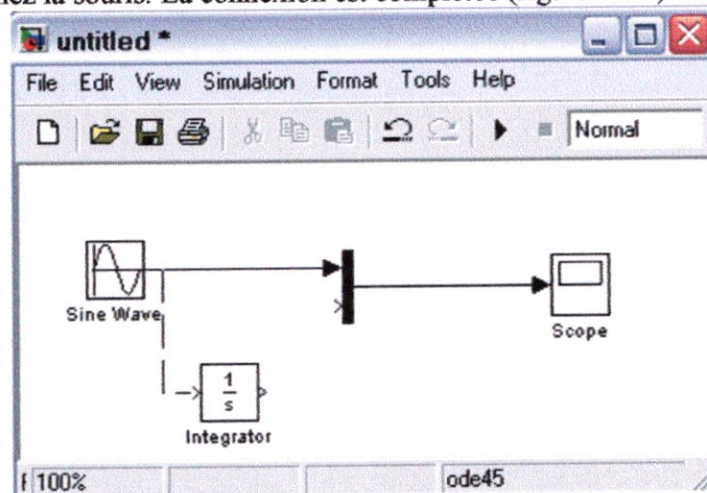 ez la souris. La connexion est complétée
untitled *
File Edit View Simulation Format Tools Help
Normal
Sine Wave
Scope
1
s
Integrator
100% ode45